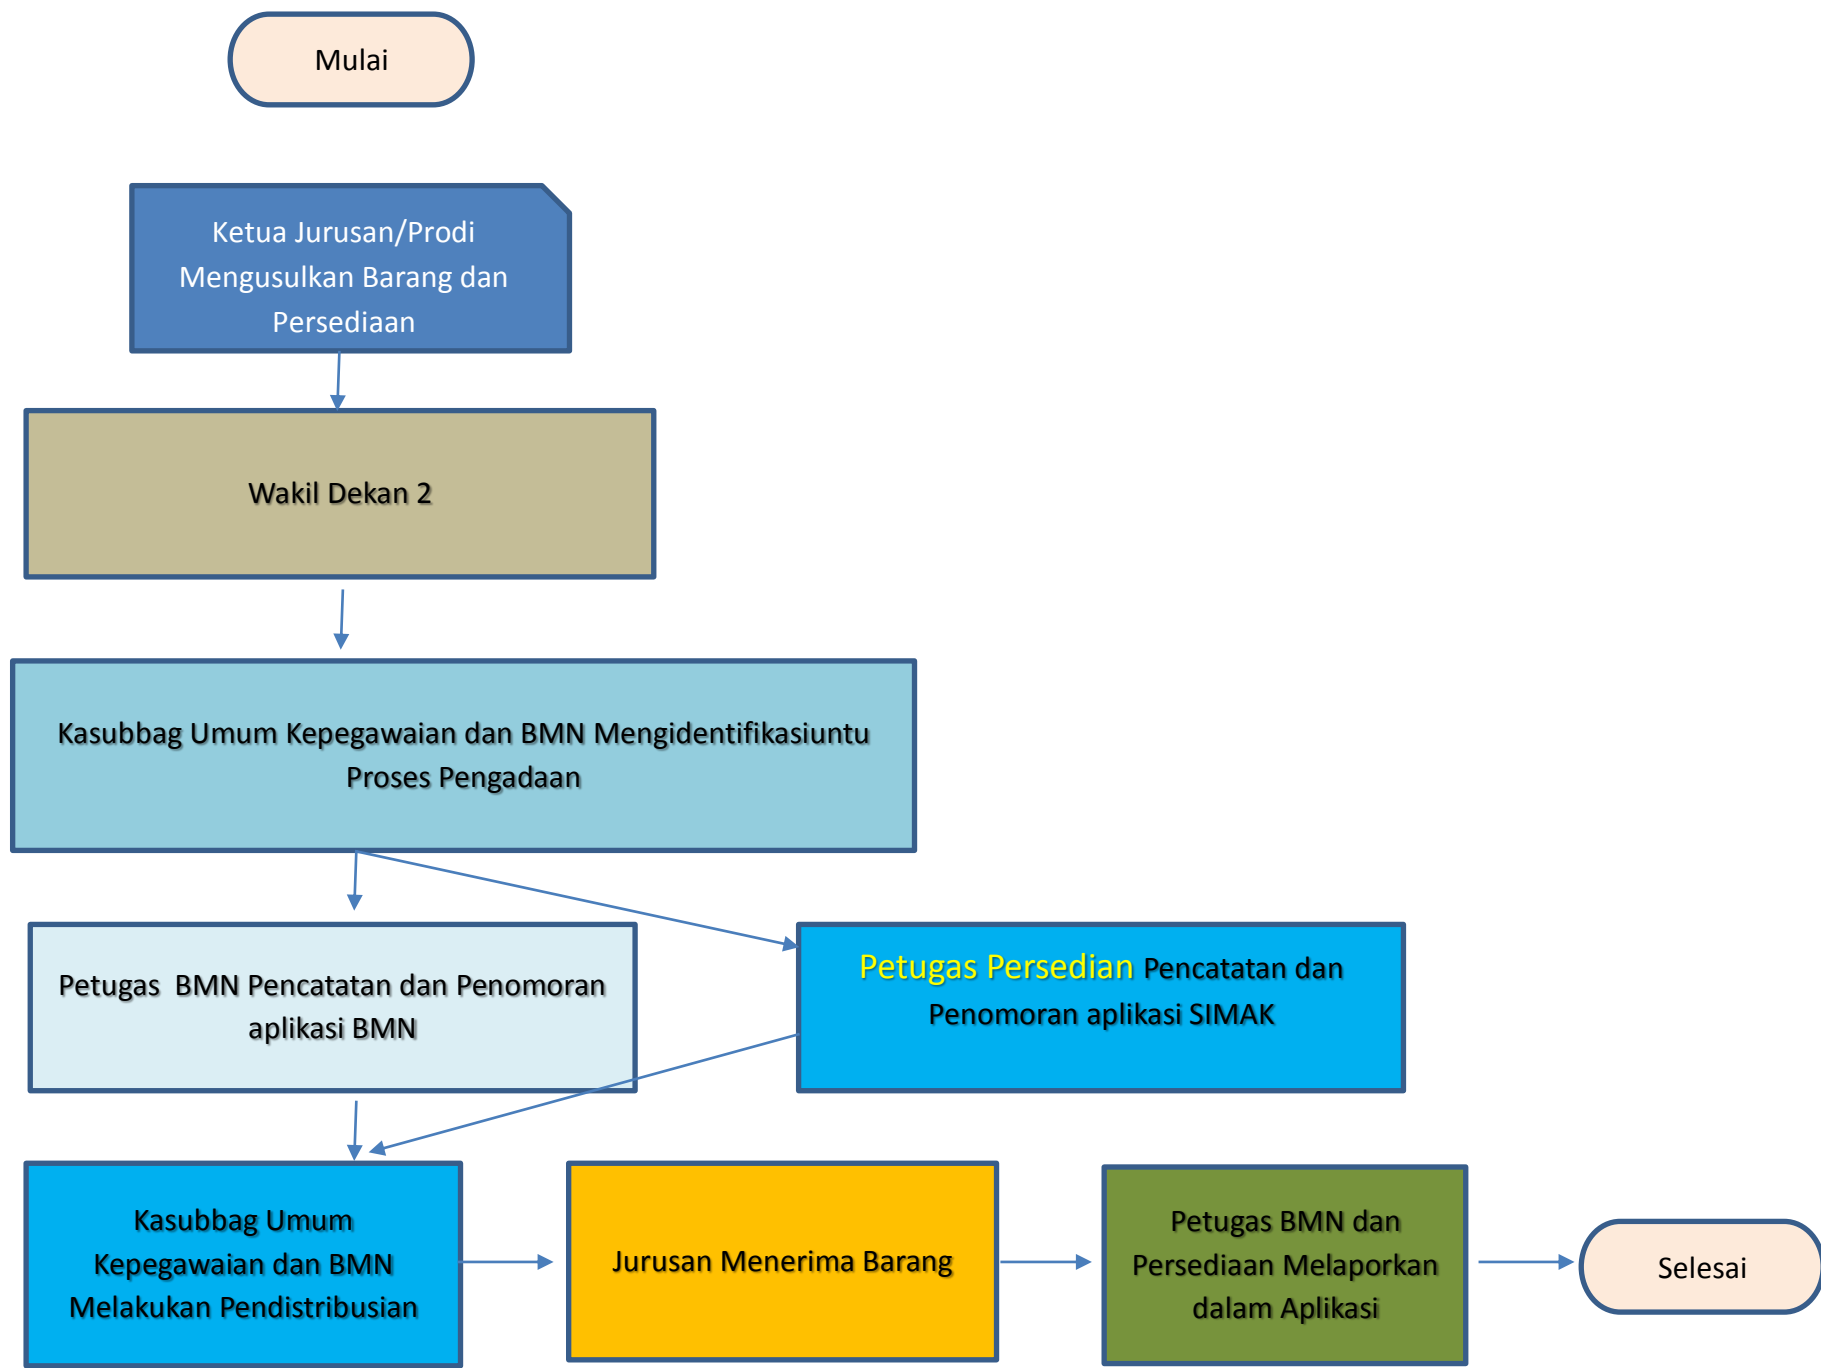 Mulai
Ketua Jurusan/Prodi
Mengusulkan Barang dan
Persediaan
Wakil Dekan 2
Kasubbag Umum Kepegawaian dan BMN Mengidentifikasiuntu
Proses Pengadaan
Petugas  BMN Pencatatan dan Penomoran
aplikasi BMN
Petugas Persedian Pencatatan dan
Penomoran aplikasi SIMAK
Kasubbag Umum
Kepegawaian dan BMN
Melakukan Pendistribusian
Jurusan Menerima Barang
Petugas BMN dan
Persediaan Melaporkan
dalam Aplikasi
Selesai